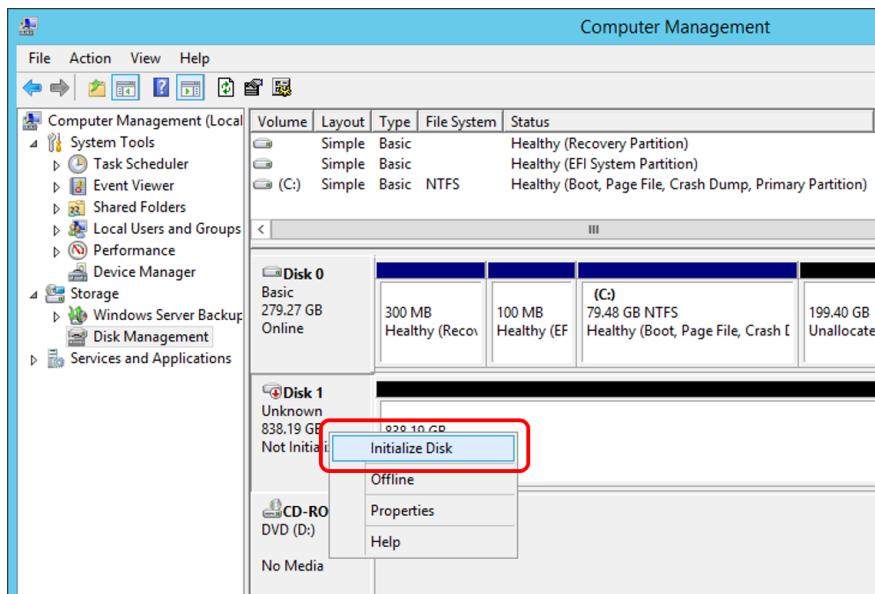 Computer Management
File Action View Help
Computer Management (Local
System Tools
Task Scheduler
Event Viewer
Shared Folders
Local Users and Groups
Performance
Device Manager
Storage
Windows Server Backup
Disk Management
Services and Applications
Volume Layout Type File System Status
Simple Basic Healthy (Recovery Partition)
Simple Basic Healthy (EFI System Partition)
(C:) Simple Basic NTFS Healthy (Boot, Page File, Crash Dump, Primary Partition)
Disk 0
Basic
279.27 GB
Online
300 MB
Healthy (Recov
100 MB
Healthy (EF
(C:)
79.48 GB NTFS
Healthy (Boot, Page File, Crash D
199.40 GB
Unallocate
Disk 1
Unknown
838.19 GB
Not Initiali
838.19 GB
Initialize Disk
Offline
Properties
Help
CD-RO
DVD (D:)
No Media